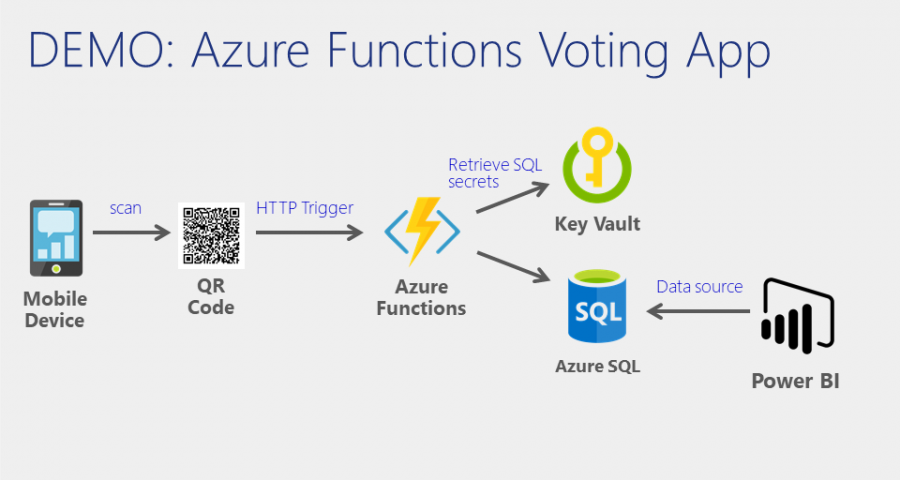 DEMO: Azure Functions Voting App
scan
HTTP Trigger
Retrieve SQL
secrets
Key Vault
Mobile
Device
QR
Code
Azure
Functions
SQL
Data source
Azure SQL
Power BI